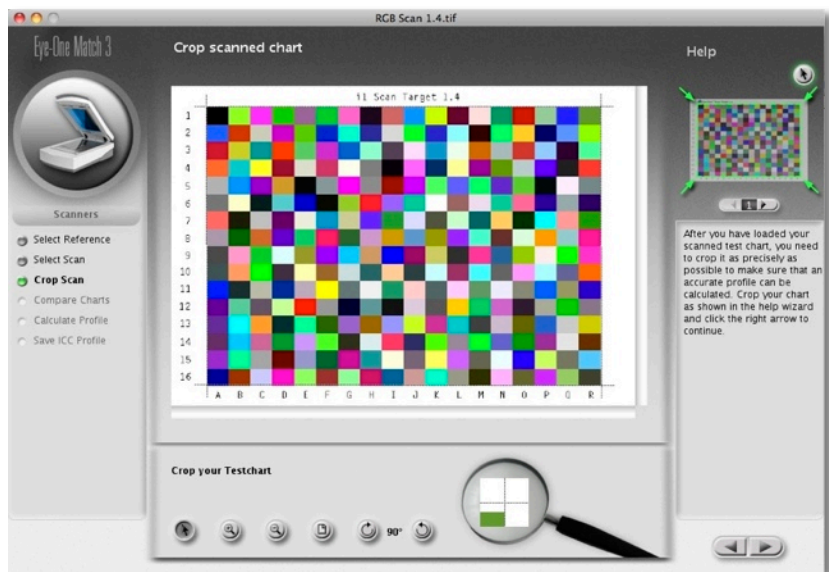 RGB Scan 1.4.tif
Eye-One Match 3
Crop scanned chart
Help
i1 Scan Target 1.4
1
2
3
4
5
6
7
8
9
10
11
12
13
14
15
16
A B C D E F G H I J K L M N O P Q R
Scanners
Select Reference
Select Scan
Crop Scan
Compare Charts
Calculate Profile
Save ICC Profile
1
After you have loaded your
scanned test chart, you need
to crop it as precisely as
possible to make sure that an
accurate profile can be
calculated. Crop your chart
as shown in the help wizard
and click the right arrow to
continue.
Crop your Testchart
90°